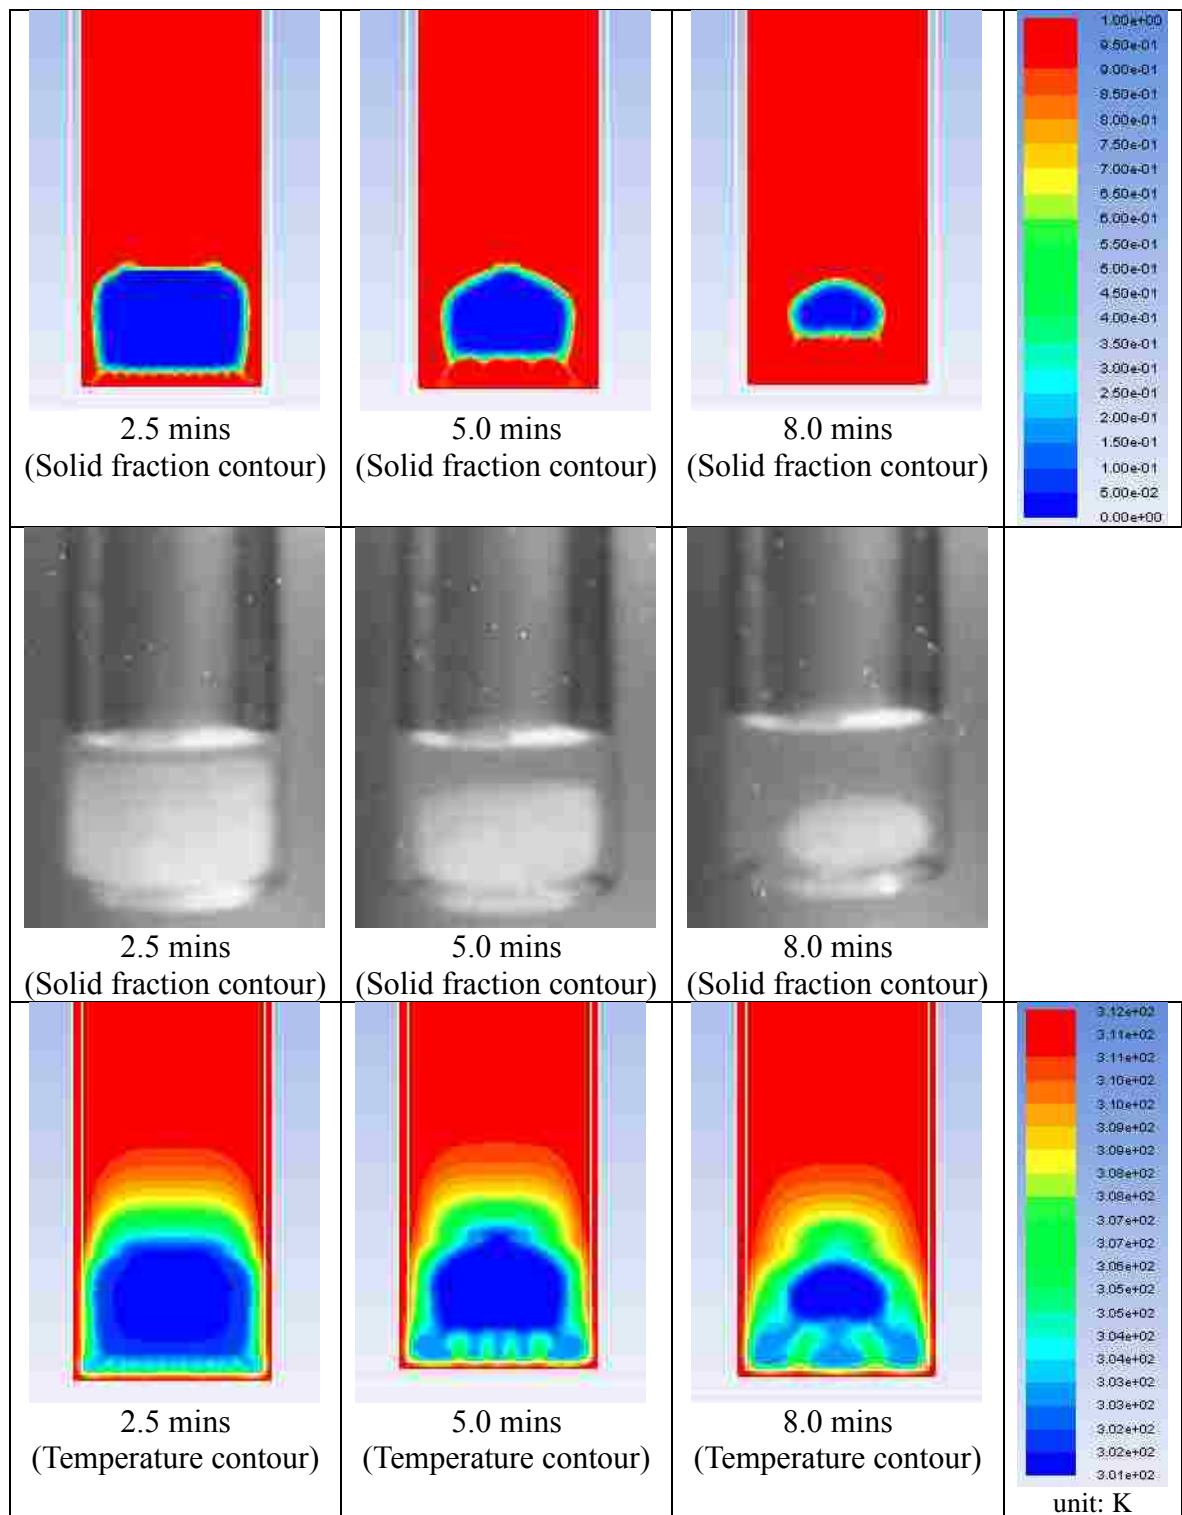 1.00e+00
9.50e-01
9.00e-01
8.50e-01
8.00e-01
7.50e-01
7.00e-01
6.50e-01
6.00e-01
5.50e-01
5.00e-01
4.50e-01
4.00e-01
3.50e-01
3.00e-01
2.50e-01
2.00e-01
1.50e-01
1.00e-01
5.00e-02
0.00e+00
2.5 mins
(Solid fraction contour)
5.0 mins
(Solid fraction contour)
8.0 mins
(Solid fraction contour)
2.5 mins
(Solid fraction contour)
5.0 mins
(Solid fraction contour)
8.0 mins
(Solid fraction contour)
3.12e+02
3.11e+02
3.11e+02
3.10e+02
3.10e+02
3.09e+02
3.09e+02
3.08e+02
3.08e+02
3.07e+02
3.07e+02
3.06e+02
3.05e+02
3.05e+02
3.04e+02
3.04e+02
3.03e+02
3.03e+02
3.02e+02
3.02e+02
3.01e+02
unit: K
2.5 mins
(Temperature contour)
5.0 mins
(Temperature contour)
8.0 mins
(Temperature contour)